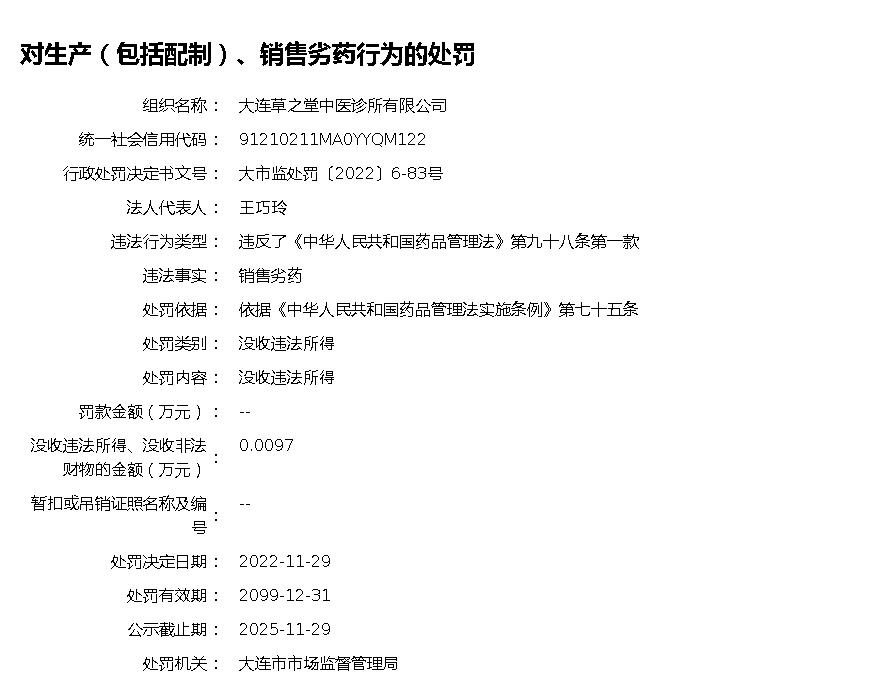 对生产（包括配制）、销售劣药行为的处罚
组织名称： 大连草之堂中医诊所有限公司
统一社会信用代码： 91210211MA0YYQM122
行政处罚决定书文号： 大市监处罚〔2022〕6-83号
法人代表人： 王巧玲
违法行为类型： 违反了《中华人民共和国药品管理法》第九十八条第一款
违法事实： 销售劣药
处罚依据： 依据《中华人民共和国药品管理法实施条例》第七十五条
处罚类别： 没收违法所得
处罚内容： 没收违法所得
罚款金额（万元）： --
没收违法所得、没收非法
财物的金额（万元）： 0.0097
暂扣或吊销证照名称及编
号： --
处罚决定日期： 2022-11-29
处罚有效期： 2099-12-31
公示截止期： 2025-11-29
处罚机关： 大连市市场监督管理局